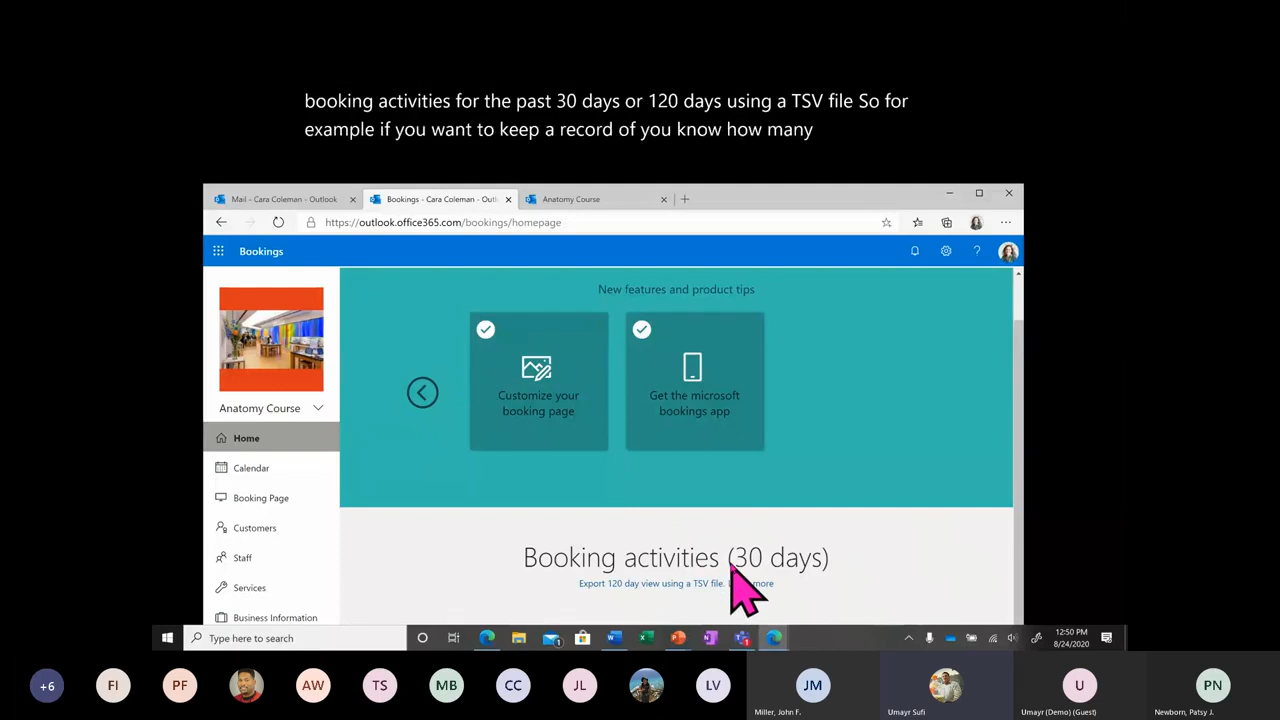 booking activities for the past 30 days or 120 days using a TSV file So for
example if you want to keep a record of you know how many
Mail - Cara Coleman - Outlook
Bookings - Cara Coleman - Outl
Anatomy Course
https://outlook.office365.com/bookings/homepage
Bookings
New features and product tips
Customize your
booking page
Get the microsoft
bookings app
Anatomy Course
Home
Calendar
Booking Page
Customers
Staff
Services
Business Information
Booking activities (30 days)
Export 120 day view using a TSV file. more
Type here to search
12:50 PM
8/24/2020
+6
FI
PF
AW
TS
MB
CC
JL
LV
JM
U
PN
Miller, John F.
Umayr Sufi
Umayr (Demo) (Guest)
Newborn, Patsy J.